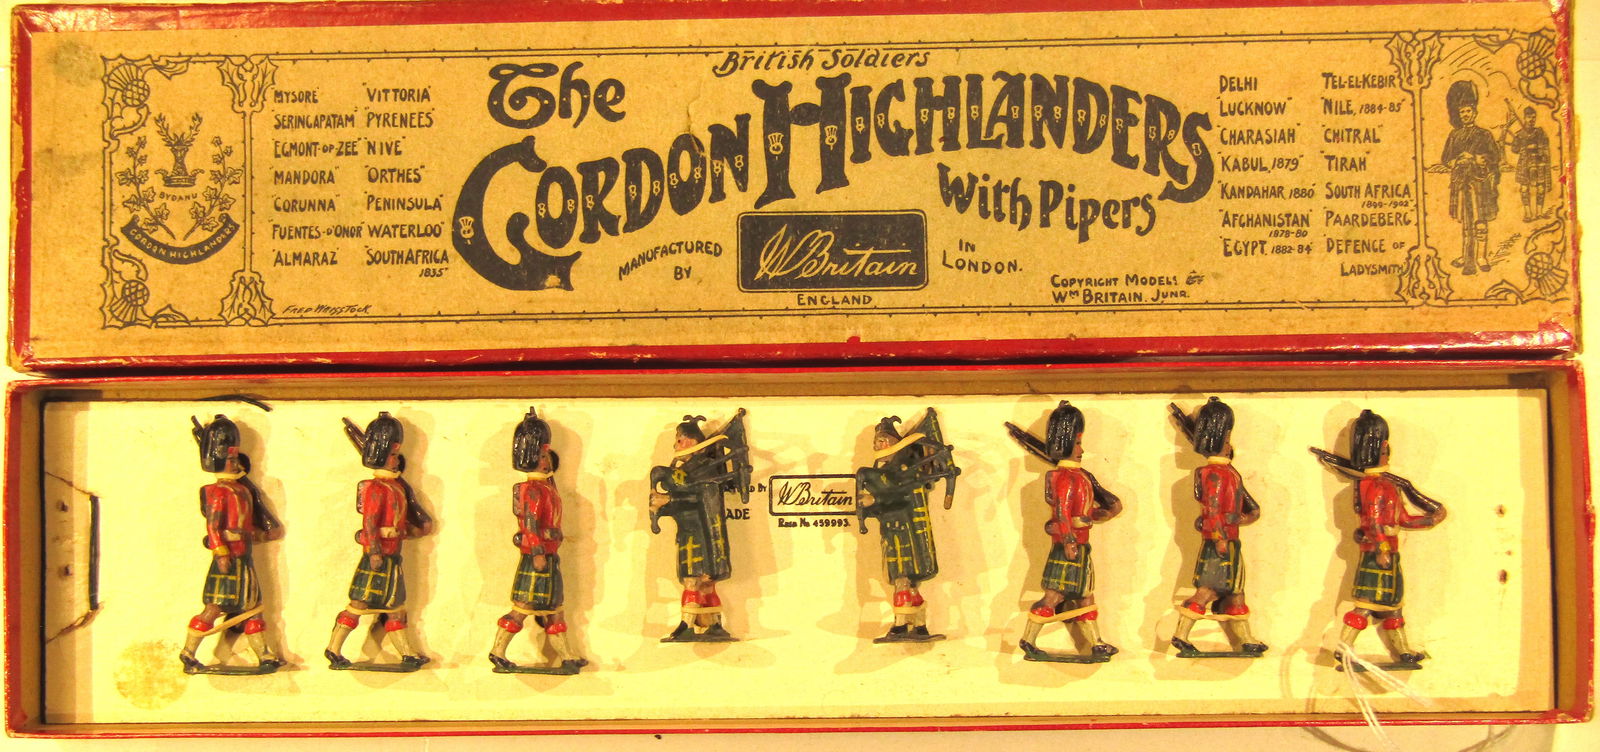 British Soldiers
The
GORDON HIGHLANDERS
With Pipers
MANUFACTURED
BY
W Britain
ENGLAND
IN
LONDON.
COPYRIGHT MODELS
WM BRITAIN. JUNR.
BYDAND
GORDON HIGHLANDERS
"MYSORE"
"SERINGAPATAM"
"EGMONT-OP-ZEE"
"MANDORA"
"CORUNNA"
"FUENTES-D'ONOR"
"ALMARAZ"
"VITTORIA"
"PYRENEES"
"NIVE"
"ORTHES"
"PENINSULA"
"WATERLOO"
"SOUTH AFRICA
1835"
FRED WHISSTOCK
DELHI
"LUCKNOW"
"CHARASIAH"
"KABUL, 1879"
"KANDAHAR 1880"
"AFGHANISTAN"
1878-80
"EGYPT. 1882-84"
TEL-EL-KEBIR
"NILE, 1884-85"
"CHITRAL"
"TIRAH"
SOUTH AFRICA
1899-1902"
"PAARDEBERG"
"DEFENCE OF
LADYSMITH"
BY
W Britain
ADE
REGD No 459993.